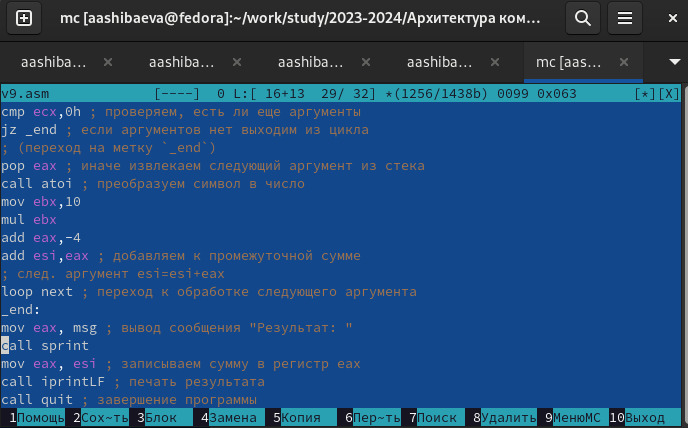 mc [aashibaeva@fedora]:~/work/study/2023-2024/Архитектура ком...
aashiba... × aashiba... × aashiba... × aashiba... × mc [aas... ×
v9.asm [----] 0 L:[ 16+13 29/ 32] *(1256/1438b) 0099 0x063 [*][X]
cmp ecx,0h ; проверяем, есть ли еще аргументы
jz _end ; если аргументов нет выходим из цикла
; (переход на метку `_end`)
pop eax ; иначе извлекаем следующий аргумент из стека
call atoi ; преобразуем символ в число
mov ebx,10
mul ebx
add eax,-4
add esi,eax ; добавляем к промежуточной сумме
; след. аргумент esi=esi+eax
loop next ; переход к обработке следующего аргумента
_end:
mov eax, msg ; вывод сообщения "Результат: "
call sprint
mov eax, esi ; записываем сумму в регистр eax
call iprintLF ; печать результата
call quit ; завершение программы
1Помощь 2Сох~ть 3Блок 4Замена 5Копия 6Пер~ть 7Поиск 8Удалить 9МенюMC 10Выход